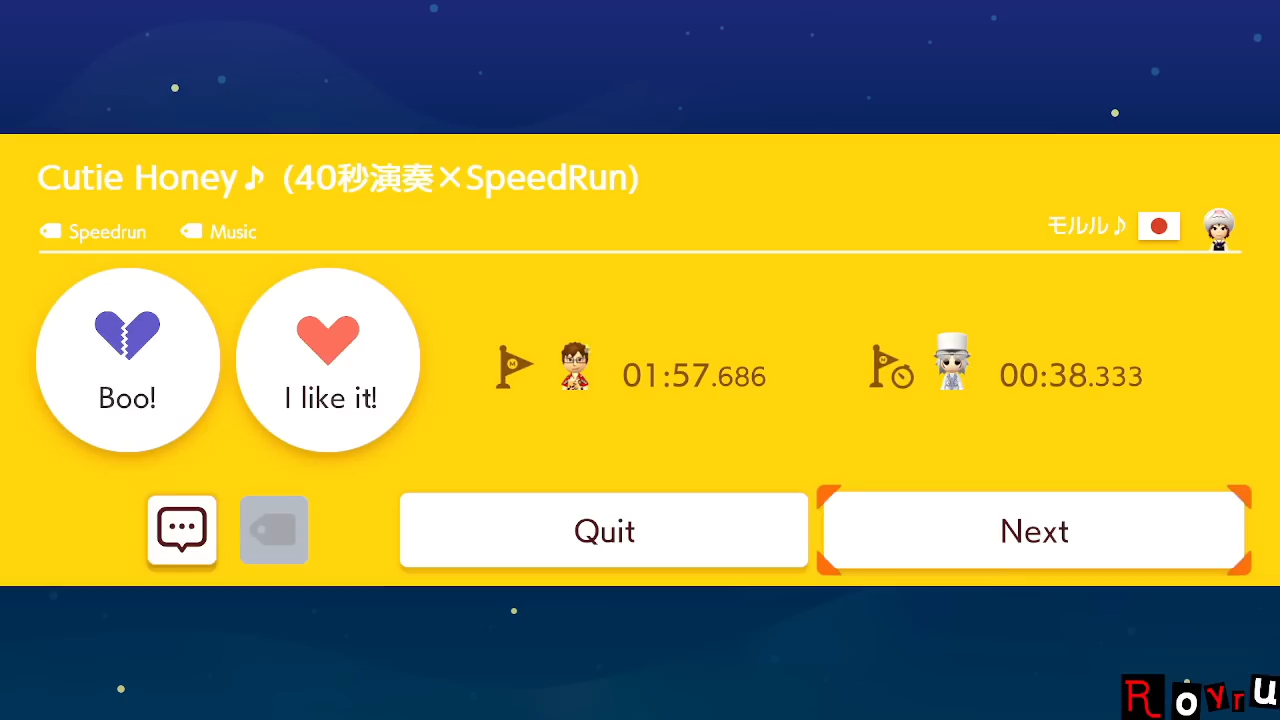 Cutie Honey♪ (40秒演奏×SpeedRun)
Speedrun Music
モルル♪
Boo!
I like it!
M 01:57.686
M 00:38.333
Quit
Next
Royru